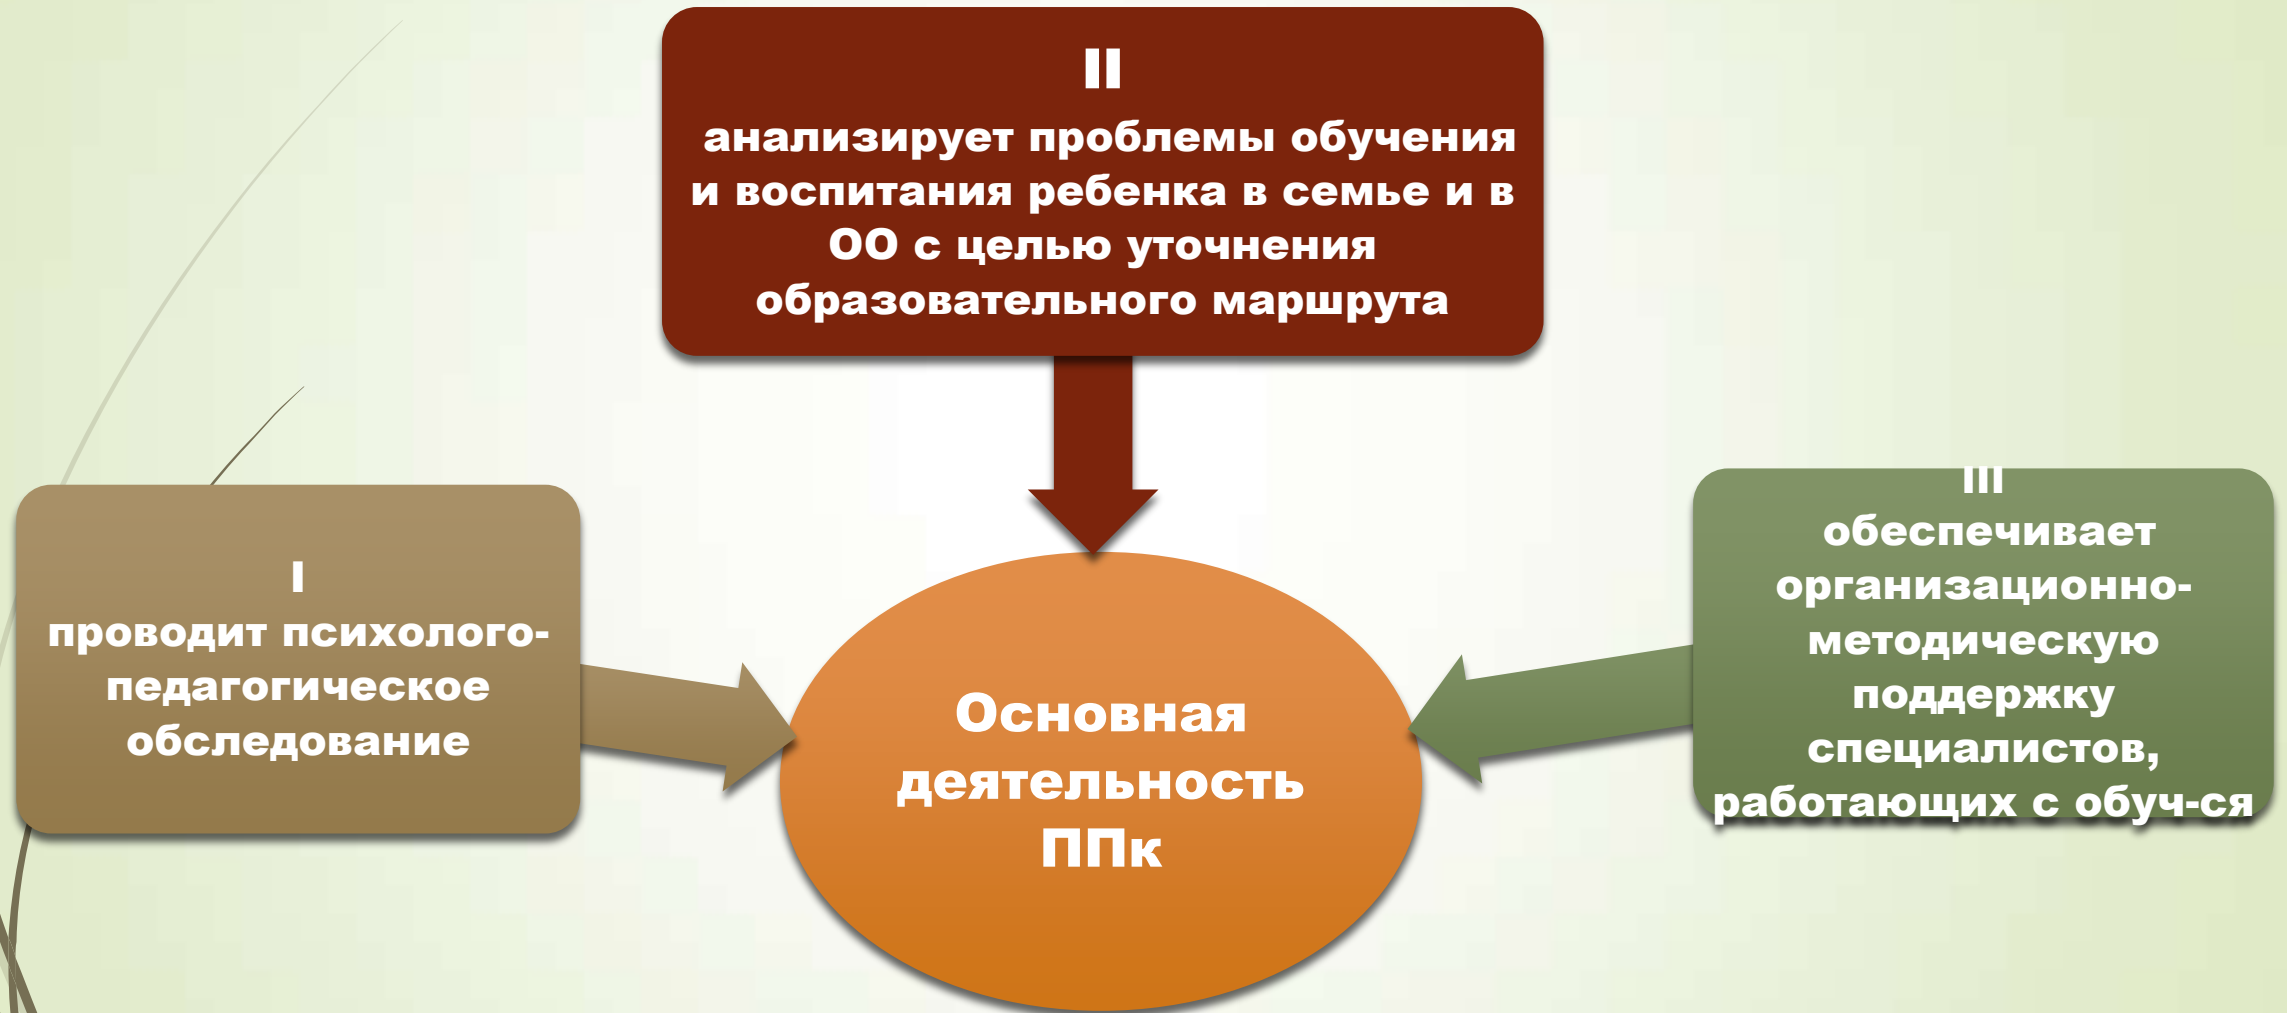 II
анализирует проблемы обучения
и воспитания ребенка в семье и в
ОО с целью уточнения
образовательного маршрута
I
проводит психолого-
педагогическое
обследование
III
обеспечивает
организационно-
методическую
поддержку
специалистов,
работающих с обуч-ся
Основная
деятельность
ППк